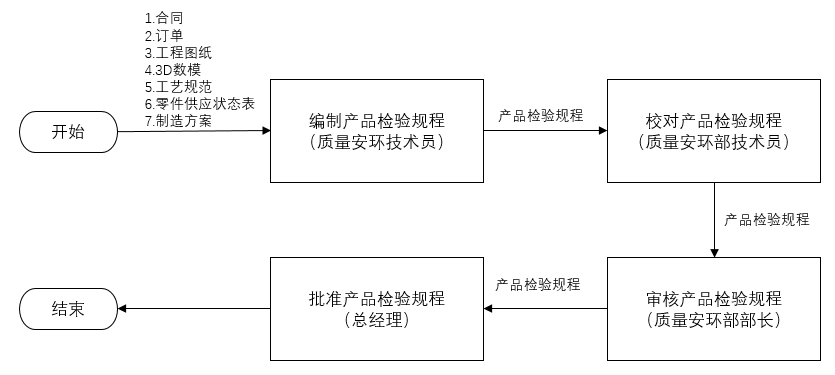 1.合同
2.订单
3.工程图纸
4.3D数模
5.工艺规范
6.零件供应状态表
7.制造方案
开始
编制产品检验规程
（质量安环技术员）
产品检验规程
校对产品检验规程
（质量安环部技术员）
产品检验规程
审核产品检验规程
（质量安环部部长）
产品检验规程
批准产品检验规程
（总经理）
结束